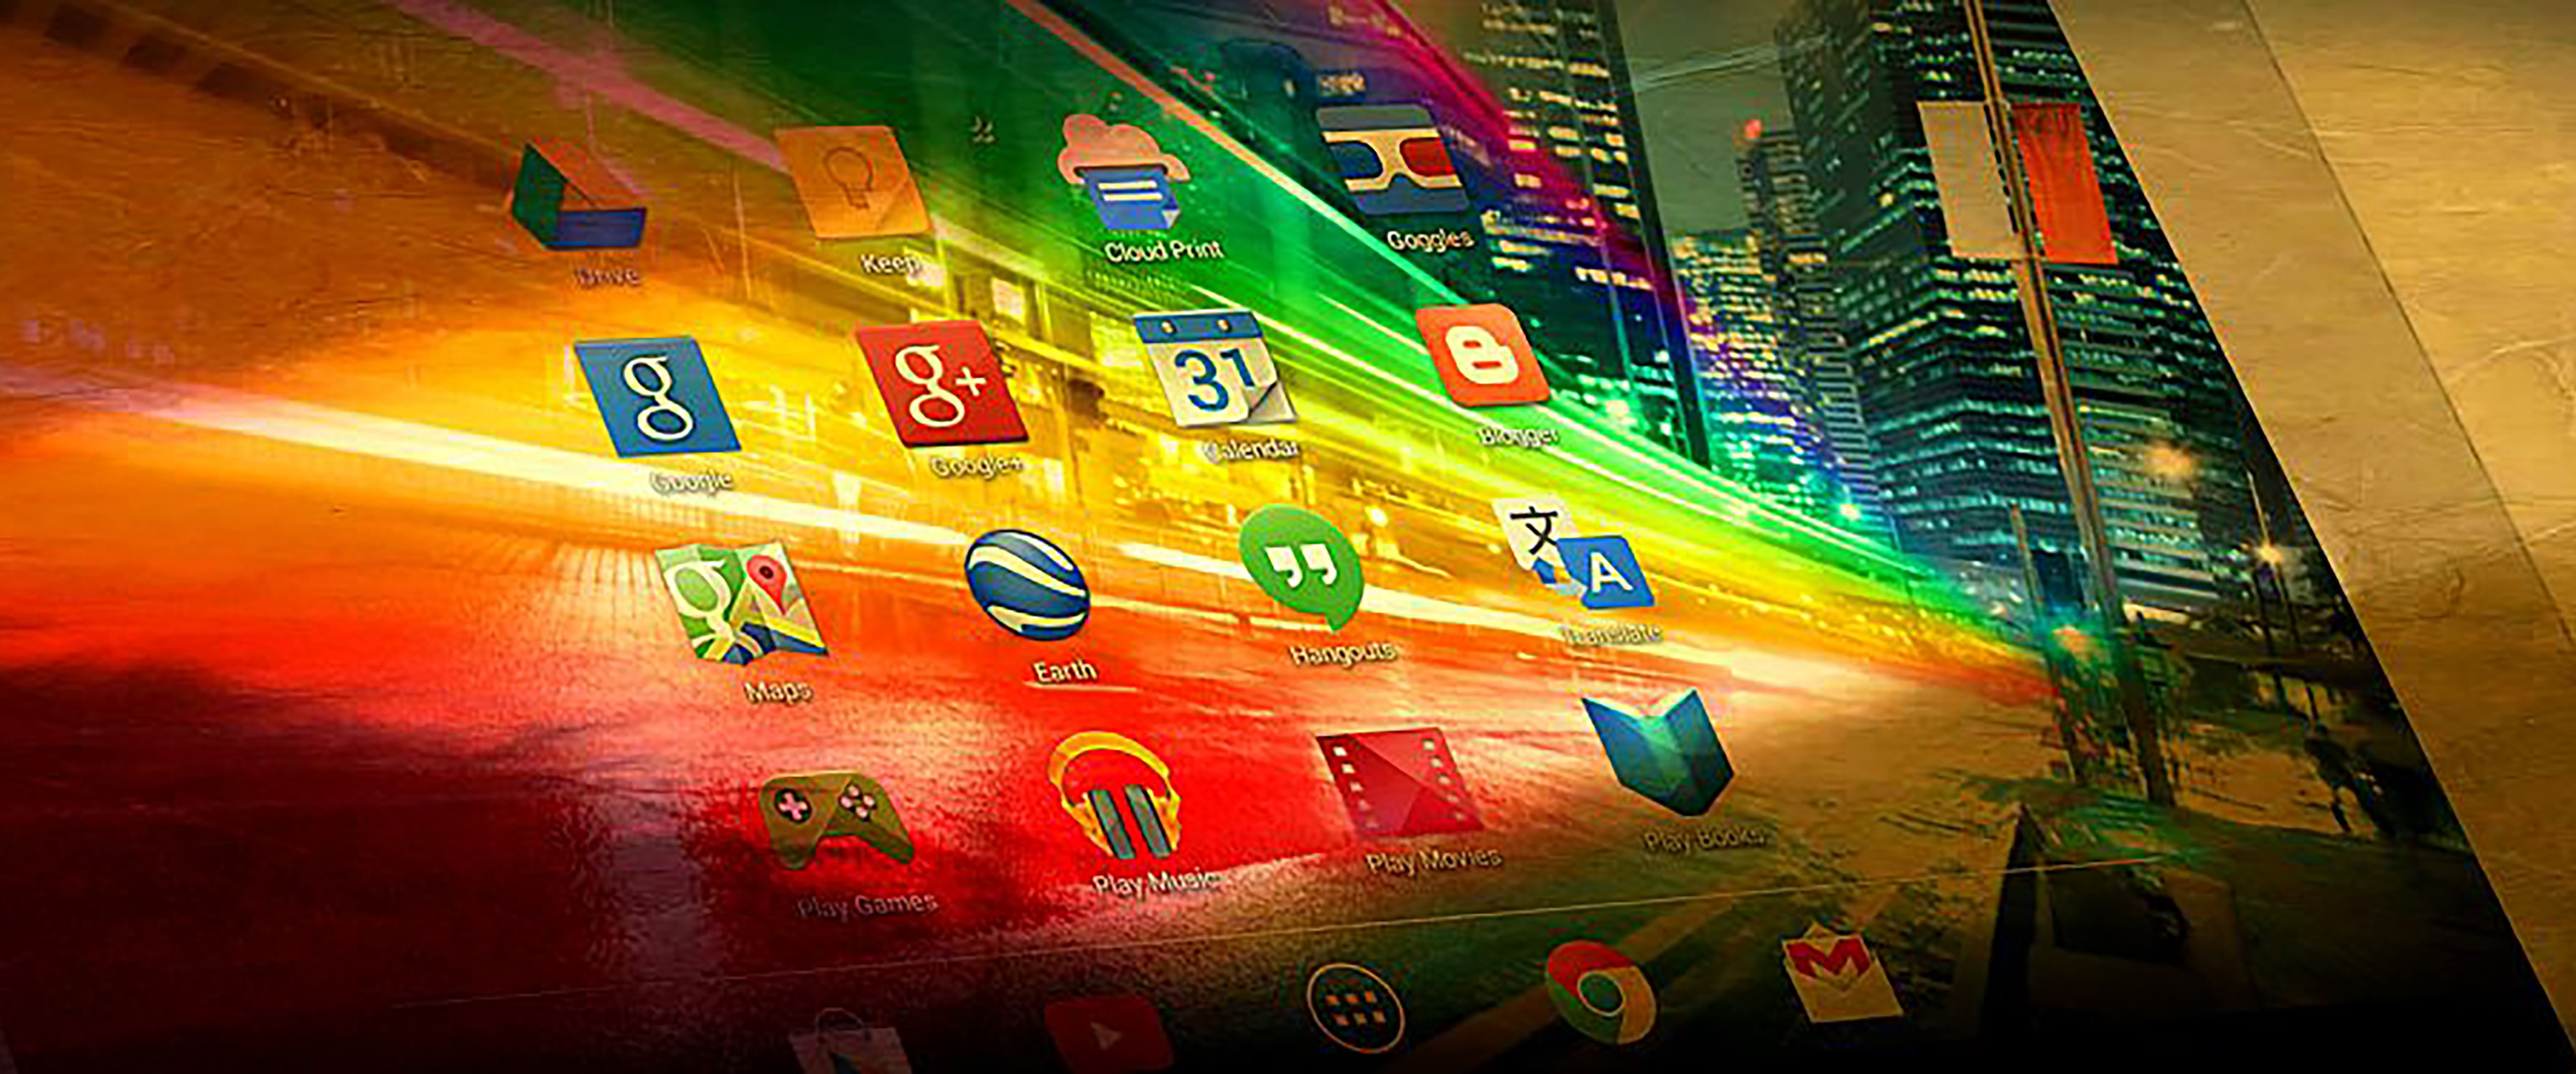 Drive
Keep
Cloud Print
Goggles
g
Google
g+
Google+
31
Calendar
Blogger
g
Maps
Earth
Hangouts
文
A
Translate
Play Games
Play Music
Play Movies
Play Books